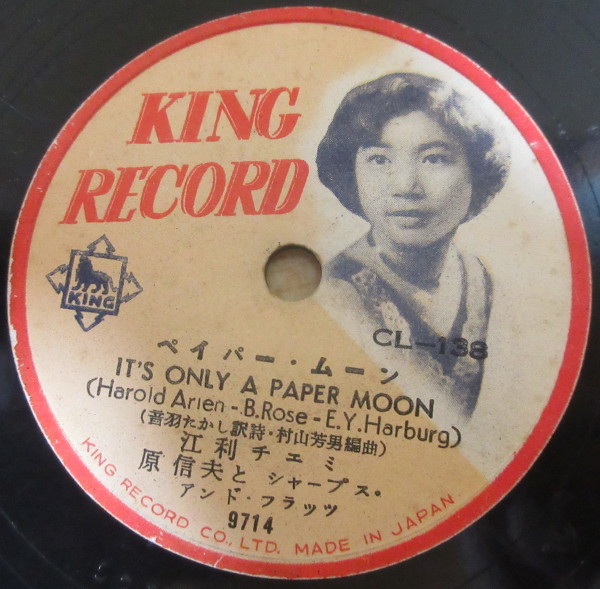 KING
RECORD
KING
CL-138
ペイパー・ムーン
IT'S ONLY A PAPER MOON
(Harold Arlen-B.Rose-E.Y.Harburg)
(音羽たかし訳詩・村山芳男編曲)
江利チエミ
原信夫と シャープス。
アンド・フラッツ
9714
KING RECORD CO., LTD. MADE IN JAPAN